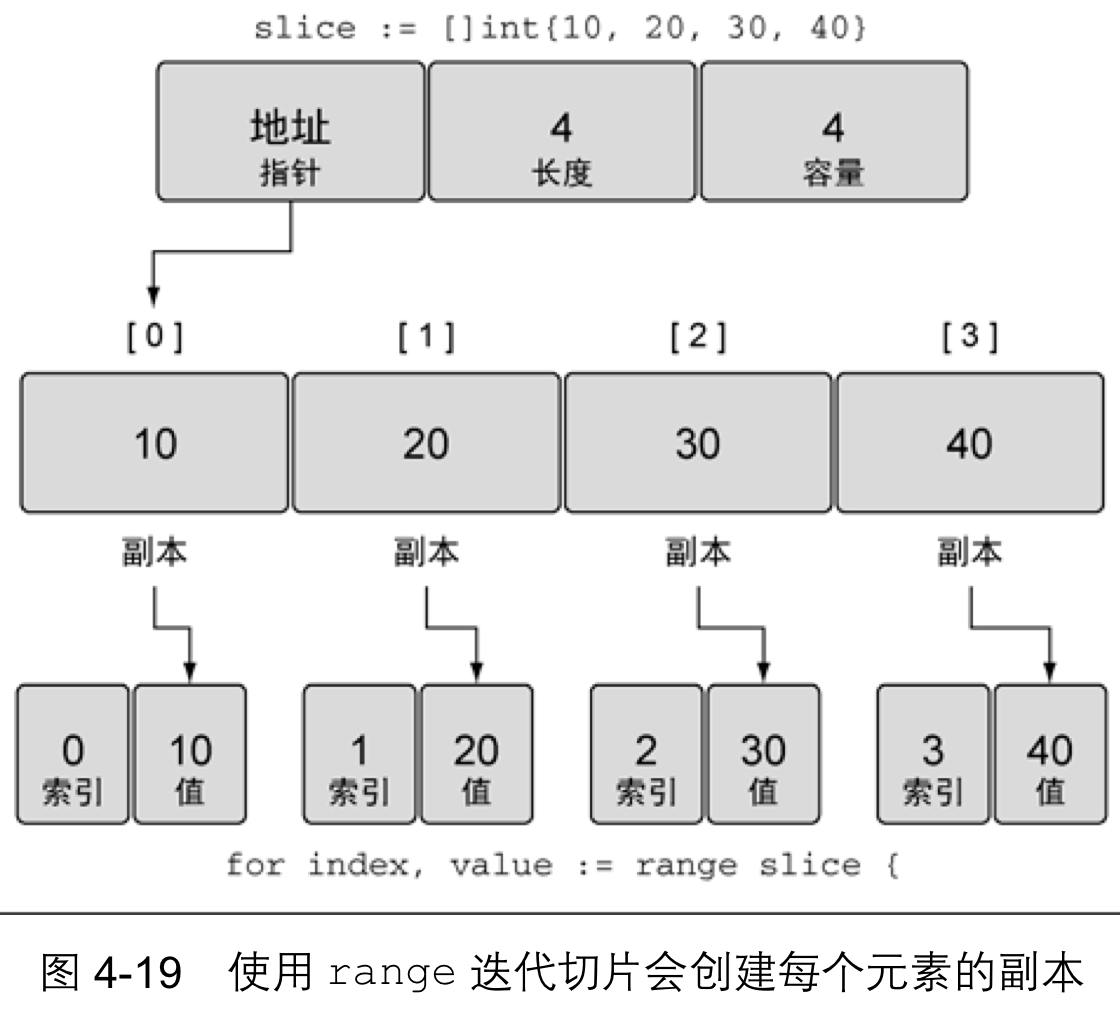 slice := []int{10, 20, 30, 40}
地址 4 4
指针 长度 容量
[0] [1] [2] [3]
10 20 30 40
副本 副本 副本 副本
0 10 1 20 2 30 3 40
索引 值 索引 值 索引 值 索引 值
for index, value := range slice {
图 4-19 使用 range 迭代切片会创建每个元素的副本